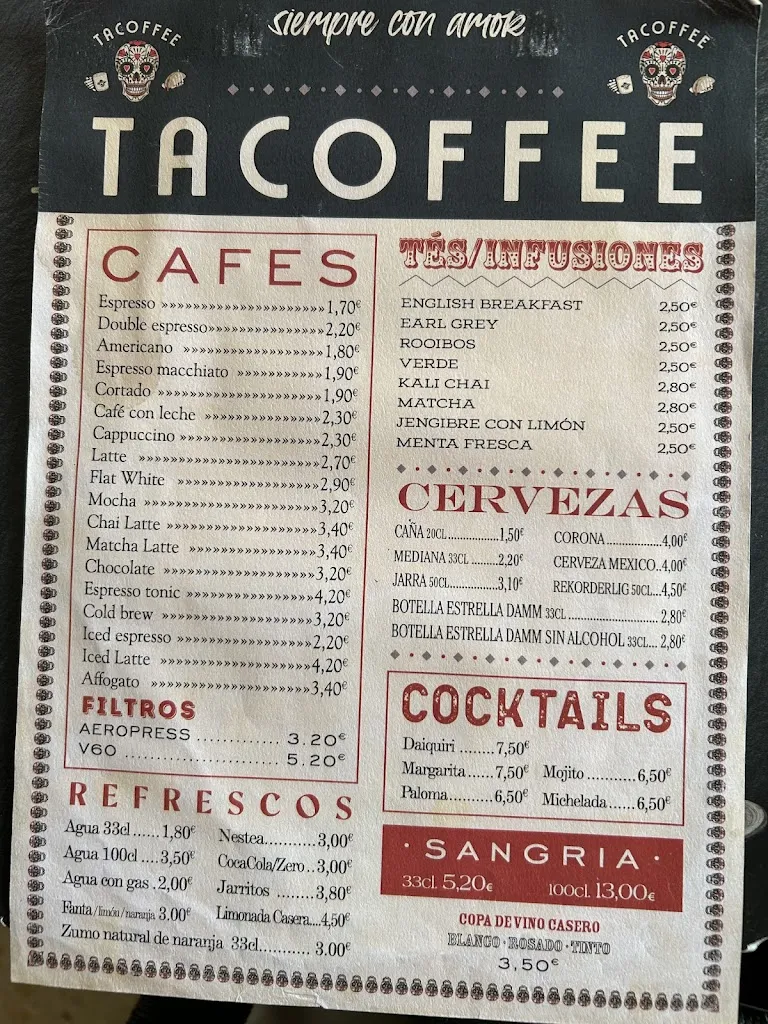 siempre con amor
TACOFFEE
TACOFFEE
TACOFFEE
CAFES
Espresso »»»»»»»»»»»»»»»»»»»»»1,70€
Double espresso»»»»»»»»»»»»»»»2,20€
Americano »»»»»»»»»»»»»»»»»»1,80€
Espresso macchiato »»»»»»»»»»»»1,90€
Cortado »»»»»»»»»»»»»»»»»»»»»1,90€
Café con leche »»»»»»»»»»»»»»»2,30€
Cappuccino »»»»»»»»»»»»»»»»»»2,30€
Latte »»»»»»»»»»»»»»»»»»»»»»»2,70€
Flat White »»»»»»»»»»»»»»»»»»2,90€
Mocha »»»»»»»»»»»»»»»»»»»»»»3,20€
Chai Latte »»»»»»»»»»»»»»»»»»»3,40€
Matcha Latte »»»»»»»»»»»»»»»»»3,40€
Chocolate »»»»»»»»»»»»»»»»»»»»3,20€
Espresso tonic »»»»»»»»»»»»»»»»4,20€
Cold brew »»»»»»»»»»»»»»»»»»»»3,20€
Iced espresso »»»»»»»»»»»»»»»»»2,20€
Iced Latte »»»»»»»»»»»»»»»»»»»4,20€
Affogato »»»»»»»»»»»»»»»»»»»»»3,40€
FILTROS
AEROPRESS ............ 3.20€
V60 ...................... 5.20€
REFRESCOS
Agua 33cl ......1,80€
Agua 100cl ....3,50€
Agua con gas .2,00€
Fanta/limón/naranja 3.00€
Nestea...........3,00€
CocaCola/Zero..3,00€
Jarritos ........3,80€
Limonada Casera...4,50€
Zumo natural de naranja 33cl........... 3.00€
TÉS/INFUSIONES
ENGLISH BREAKFAST 2,50€
EARL GREY 2,50€
ROOIBOS 2,50€
VERDE 2,50€
KALI CHAI 2,80€
MATCHA 2,80€
JENGIBRE CON LIMÓN 2,50€
MENTA FRESCA 2,50€
CERVEZAS
CAÑA 20CL.................1,50€
MEDIANA 33CL ........2,20€
JARRA 50CL...............3,10€
CORONA..................4,00€
CERVEZA MEXICO..4,00€
REKORDERLIG 50CL...4,50€
BOTELLA ESTRELLA DAMM 33CL ............................ 2,80€
BOTELLA ESTRELLA DAMM SIN ALCOHOL 33CL... 2,80€
COCKTAILS
Daiquiri ........7,50€
Margarita ......7,50€
Paloma..........6,50€
Mojito ...........6,50€
Michelada ......6,50€
· SANGRIA ·
33cl. 5,20€ 100cl. 13,00€
COPA DE VINO CASERO
BLANCO · ROSADO · TINTO
3,50€